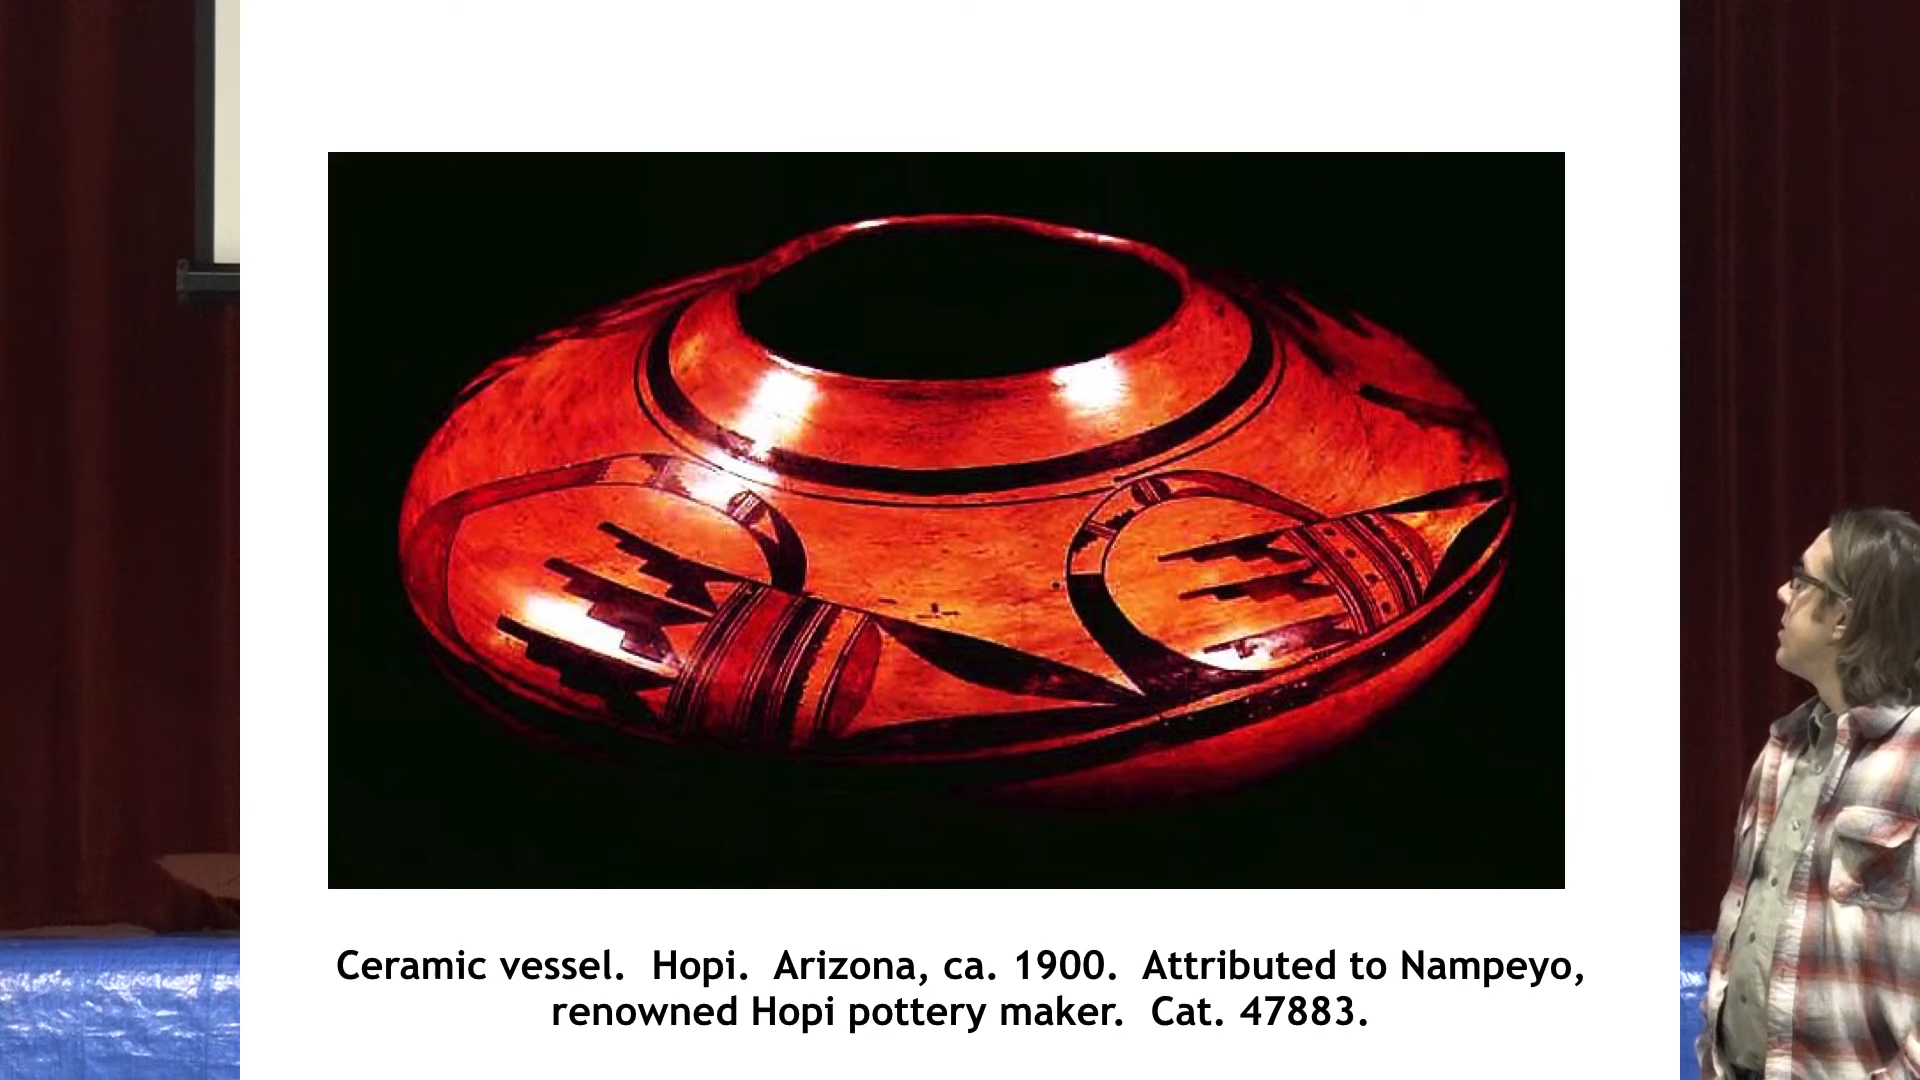 Ceramic vessel.  Hopi.  Arizona, ca. 1900.  Attributed to Nampeyo,
renowned Hopi pottery maker.  Cat. 47883.